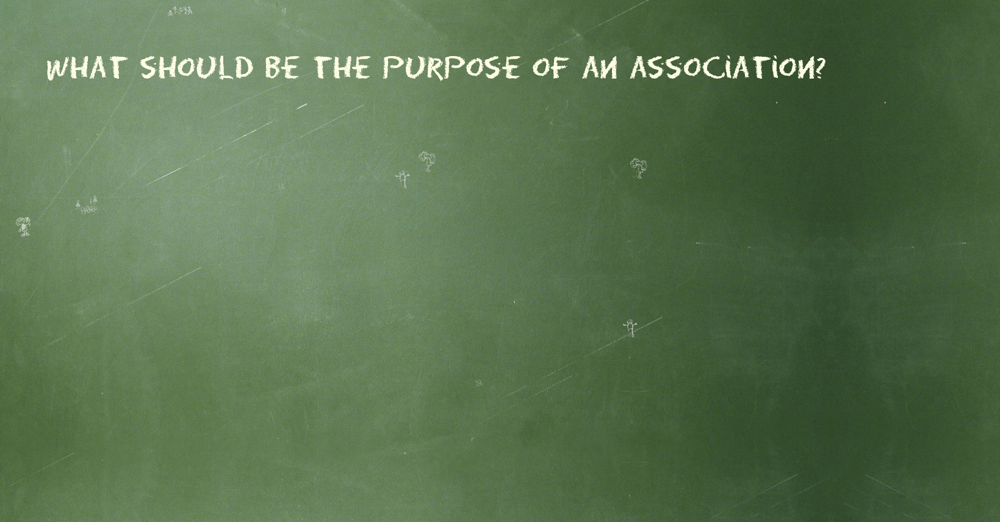 WHAT SHOULD BE THE PURPOSE OF AN ASSOCIATION?